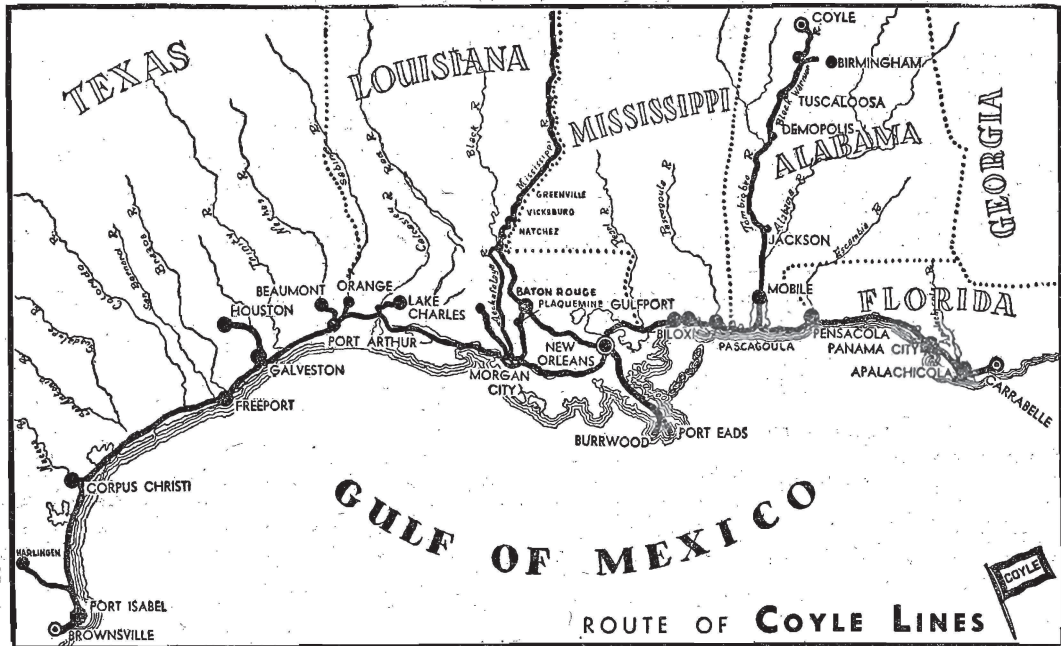 TEXAS
LOUISIANA
MISSISSIPPI
ALABAMA
GEORGIA
FLORIDA
COYLE
BIRMINGHAM
Black Warrior R.
TUSCALOOSA
DEMOPOLIS
Tombigbee R.
Alabama R.
Escambia R.
JACKSON
MOBILE
Pascagoula R.
Pearl R.
Mississippi R.
GREENVILLE
VICKSBURG
NATCHEZ
Black R.
Red R.
Atchafalaya R.
Calcasieu R.
Sabine R.
Neches R.
Trinity R.
Brazos R.
San Bernard R.
Colorado R.
Nueces R.
BEAUMONT
ORANGE
HOUSTON
LAKE
CHARLES
PORT ARTHUR
GALVESTON
FREEPORT
CORPUS CHRISTI
HARLINGEN
PORT ISABEL
BROWNSVILLE
BATON ROUGE
PLAQUEMINE
GULFPORT
BILOXI
PASCAGOULA
NEW
ORLEANS
MORGAN
CITY
BURRWOOD
PORT EADS
PENSACOLA
PANAMA CITY
APALACHICOLA
CARRABELLE
GULF OF MEXICO
COYLE
ROUTE OF COYLE LINES